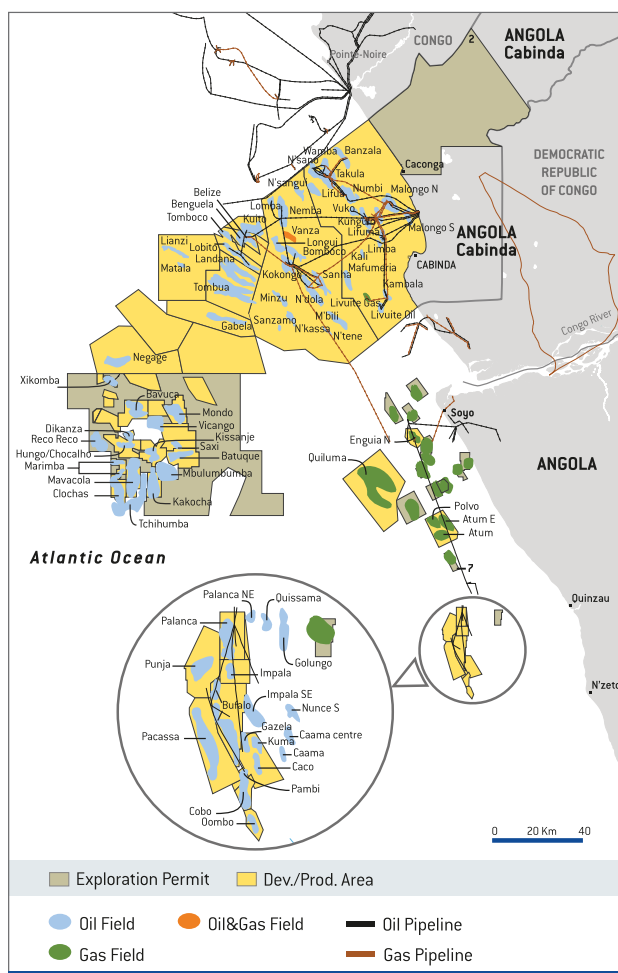 CONGO
2
ANGOLA
Cabinda
Pointe-Noire
DEMOCRATIC
REPUBLIC
OF CONGO
Wamba
Banzala
N'sano
Takula
Caconga
N'sangui
Lifua
Numbi
Malongo N
Belize
Benguela
Tomboco
Lomba
Nemba
Vuko
Kungulo
Kuito
Malongo S
ANGOLA
Cabinda
Lianzi
Lobito
Vanza
Lifuma
Longui
Bomboco
Limba
Landana
Kali
CABINDA
Matala
Kokongo
Sanha
Mafumeria
Tombua
Minzu
N'dola
Kambala
Livuite Gas
Livuite Oil
Gabela
Sanzamo
M'bili
N'kassa
N'tene
Congo River
Negage
Xikomba
Bavuca
Mondo
Soyo
Dikanza
Vicango
Reco Reco
Kissanje
Enguia N
Hungo/Chocalho
Saxi
Quiluma
ANGOLA
Marimba
Batuque
Mavacola
Mbulumbumba
Clochas
Kakocha
Polvo
Tchihumba
Atum E
Atum
Atlantic Ocean
7
Palanca NE
Quissama
Quinzau
Palanca
Golungo
Punja
Impala
Impala SE
N'zeto
Bufalo
Nunce S
Gazela
Pacassa
Kuma
Caama centre
Caama
Caco
Pambi
Cobo
Oombo
0 20 Km 40
Exploration Permit
Dev./Prod. Area
Oil Field
Oil&Gas Field
Oil Pipeline
Gas Field
Gas Pipeline